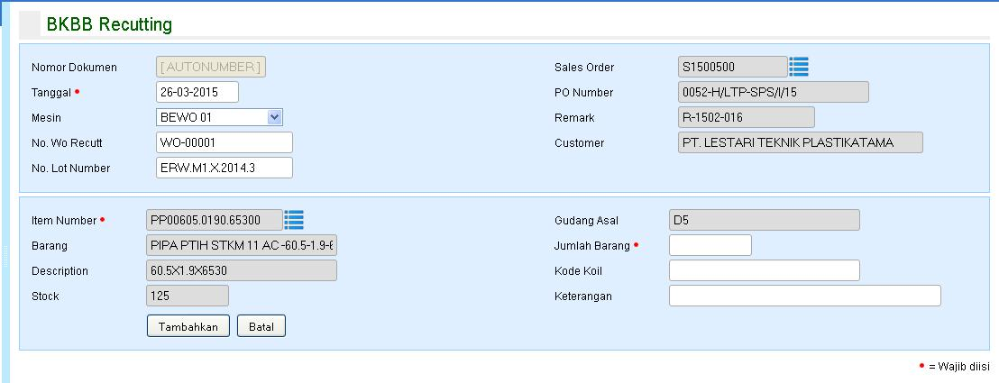 BKBB Recutting
Nomor Dokumen [ AUTONUMBER ]
Tanggal • 26-03-2015
Mesin BEWO 01
No. Wo Recutt WO-00001
No. Lot Number ERW.M1.X.2014.3
Sales Order S1500500
PO Number 0052-H/LTP-SPS/I/15
Remark R-1502-016
Customer PT. LESTARI TEKNIK PLASTIKATAMA
Item Number • PP00605.0190.65300
Barang PIPA PTIH STKM 11 AC -60.5-1.9-6
Description 60.5X1.9X6530
Stock 125
Tambahkan Batal
Gudang Asal D5
Jumlah Barang •
Kode Koil
Keterangan
• = Wajib diisi